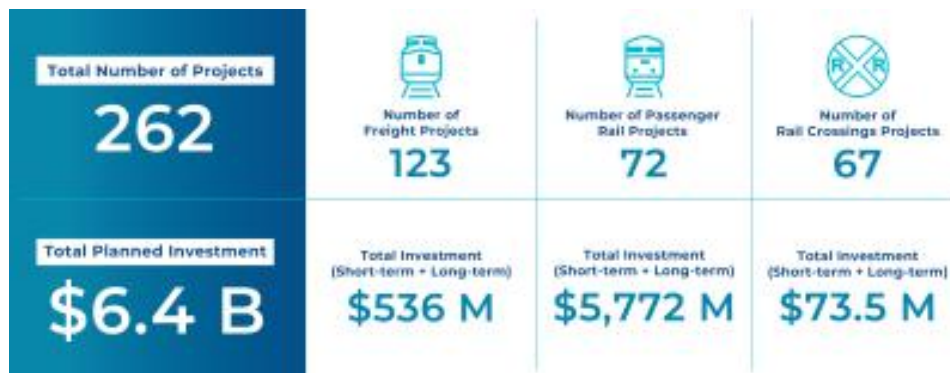 Total Number of Projects
262
Number of
Freight Projects
123
Number of Passenger
Rail Projects
72
R R
Number of
Rail Crossings Projects
67
Total Planned Investment
$6.4 B
Total Investment
(Short-term + Long-term)
$536 M
Total Investment
(Short-term + Long-term)
$5,772 M
Total Investment
(Short-term + Long-term)
$73.5 M